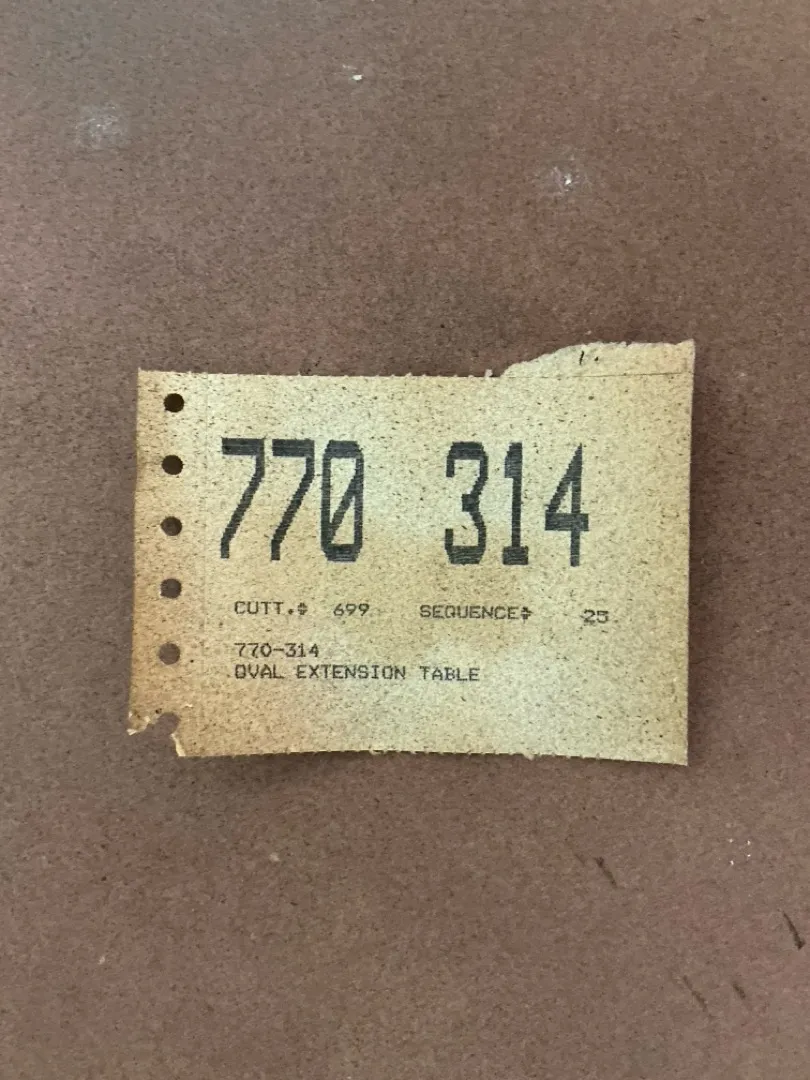 770 314
CUTT.# 699 SEQUENCE# 25
770-314
OVAL EXTENSION TABLE